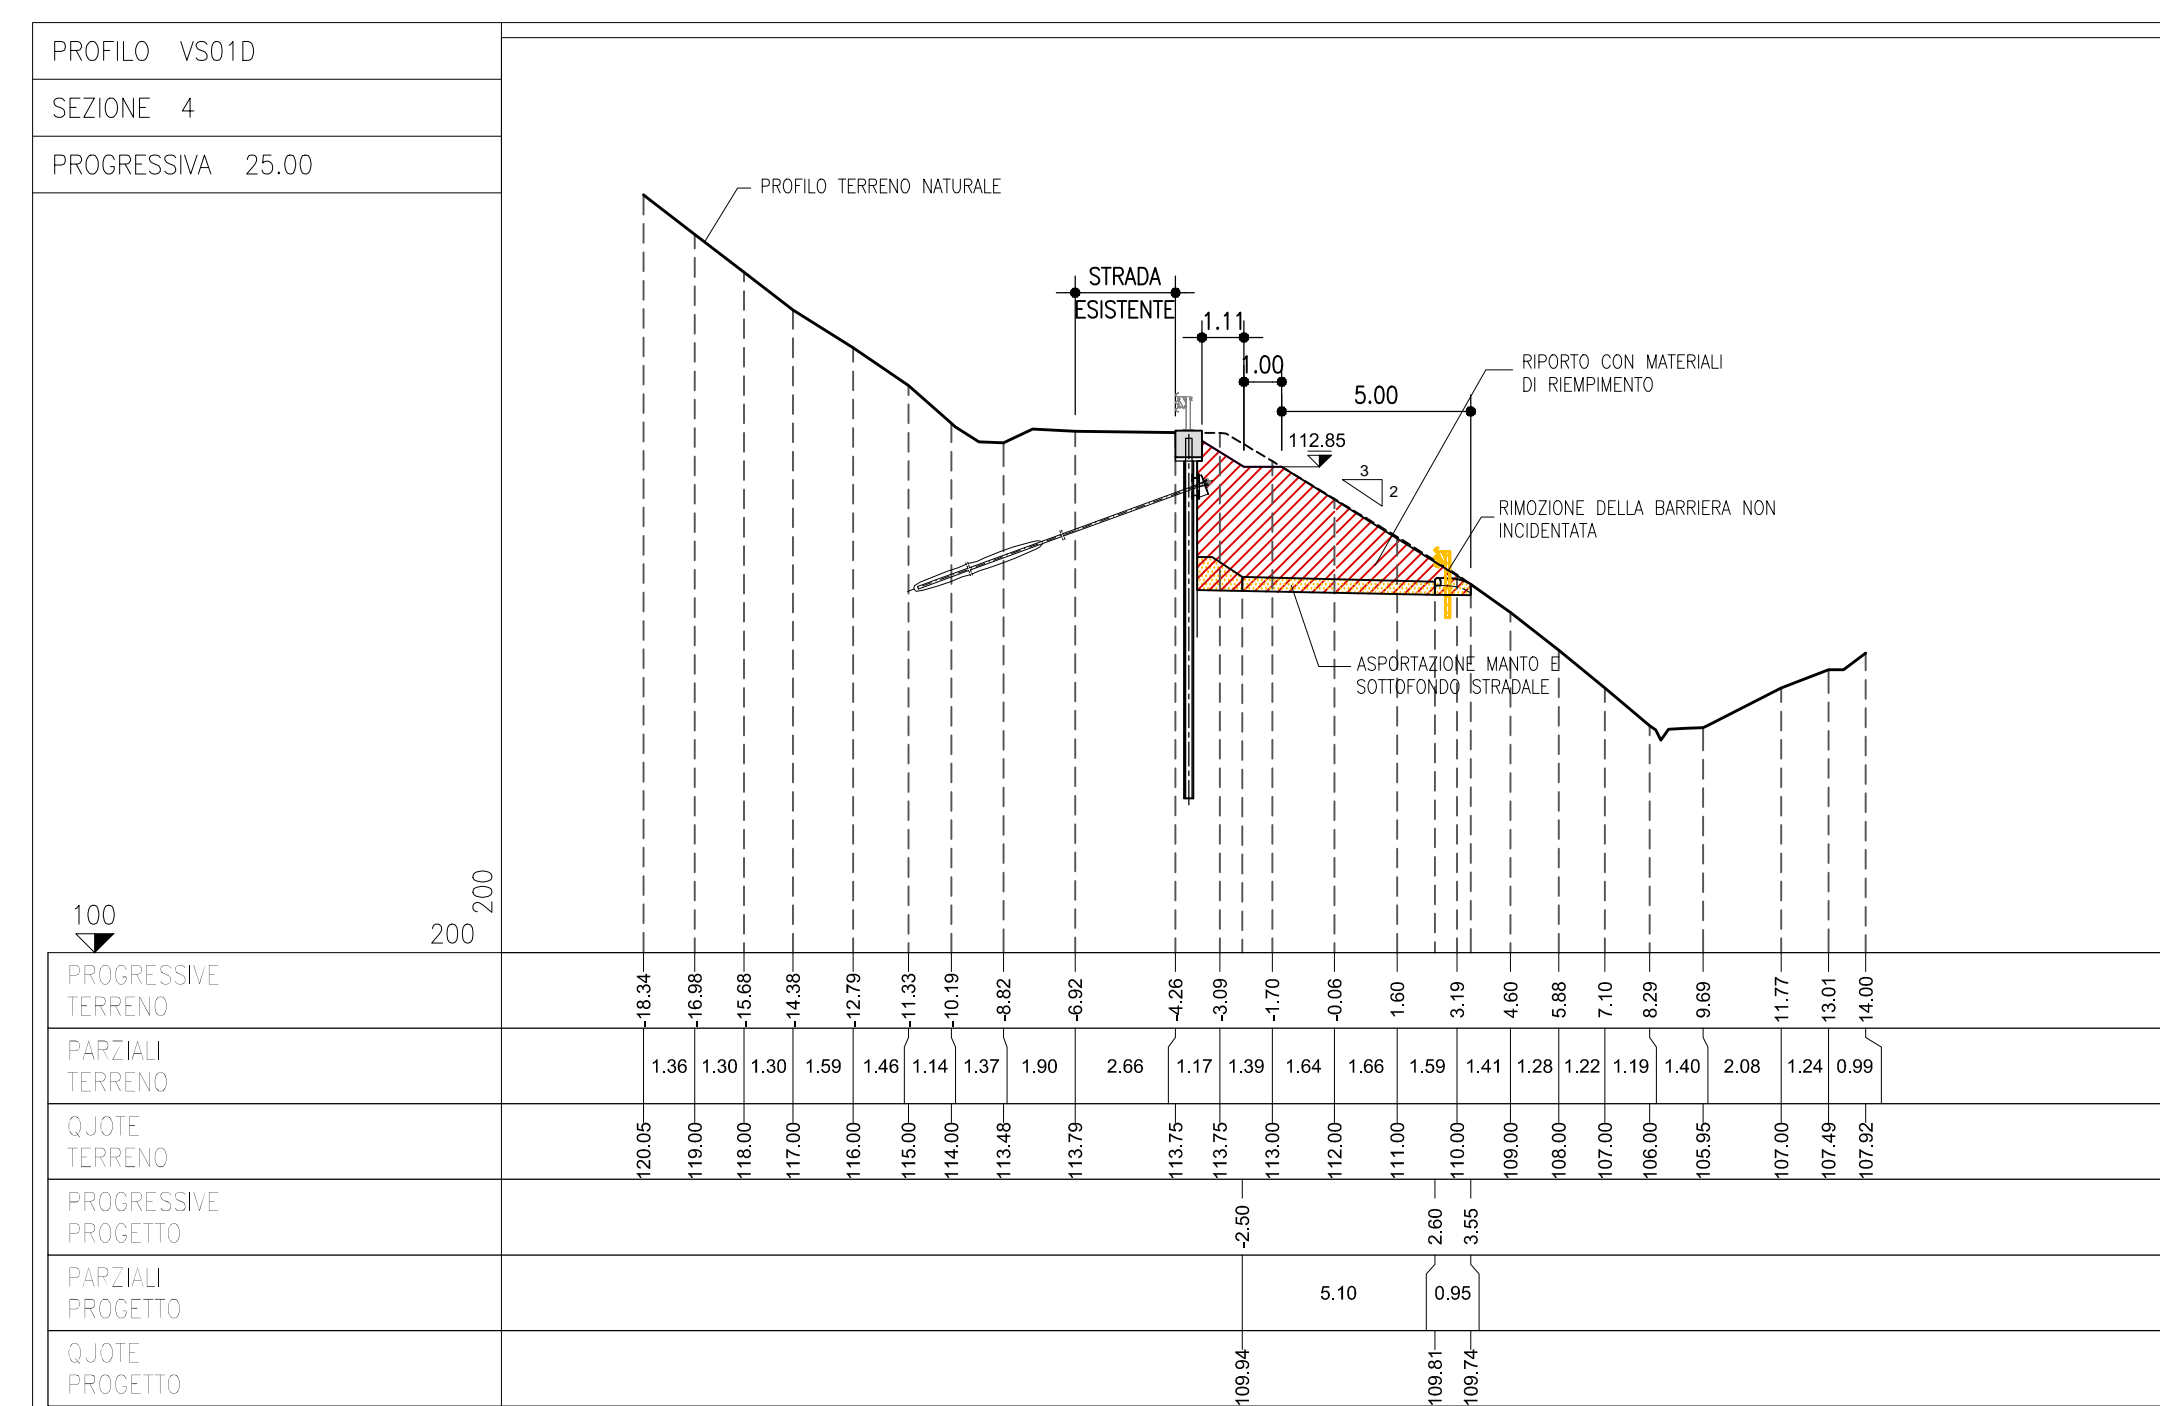 PROFILO VS01D
SEZIONE 4
PROGRESSIVA 25.00
PROFILO TERRENO NATURALE
STRADA
ESISTENTE
1.11
1.00
5.00
RIPORTO CON MATERIALI
DI RIEMPIMENTO
112.85
3
2
RIMOZIONE DELLA BARRIERA NON
INCIDENTATA
ASPORTAZIONE MANTO E
SOTTOFONDO STRADALE
200
100
200
PROGRESSIVE
TERRENO
-18.34 -16.98 -15.68 -14.38 -12.79 -11.33 -10.19 -8.82 -6.92 -4.26 -3.09 -1.70 -0.06 1.60 3.19 4.60 5.88 7.10 8.29 9.69 11.77 13.01 14.00
PARZIALI
TERRENO
1.36 1.30 1.30 1.59 1.46 1.14 1.37 1.90 2.66 1.17 1.39 1.64 1.66 1.59 1.41 1.28 1.22 1.19 1.40 2.08 1.24 0.99
QJOTE
TERRENO
120.05 119.00 118.00 117.00 116.00 115.00 114.00 113.48 113.79 113.75 113.75 113.00 112.00 111.00 110.00 109.00 108.00 107.00 106.00 105.95 107.00 107.49 107.92
PROGRESSIVE
PROGETTO
-2.50 2.60 3.55
PARZIALI
PROGETTO
5.10 0.95
QJOTE
PROGETTO
109.94 109.81 109.74